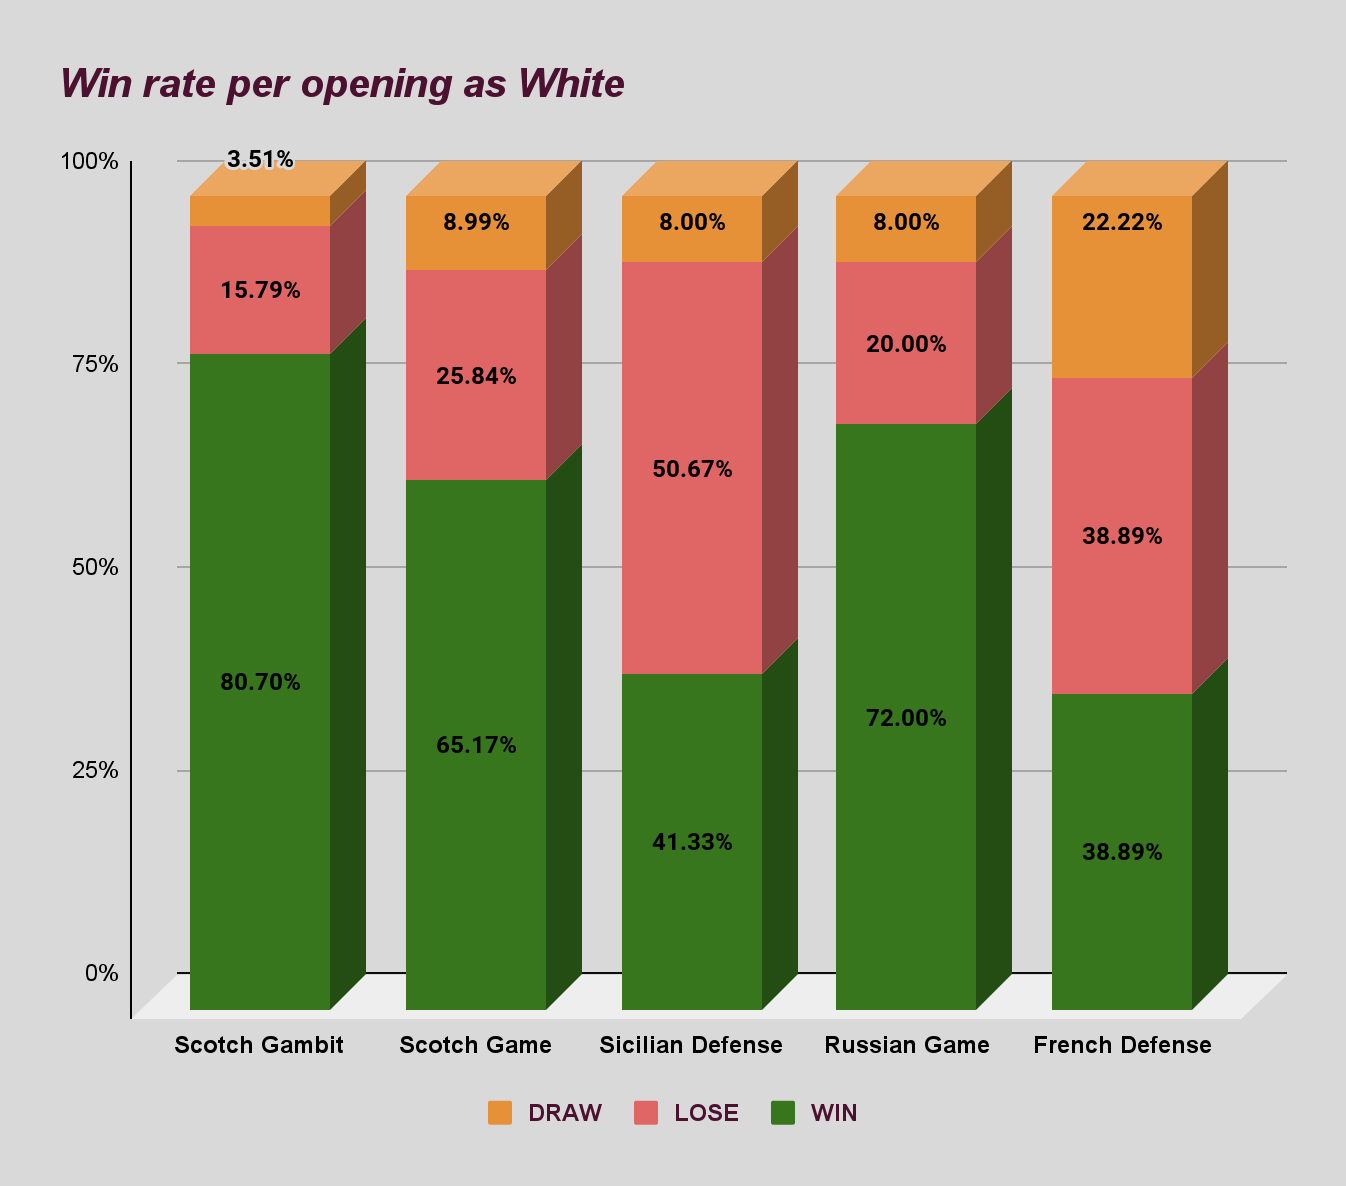 Win rate per opening as White
100%
75%
50%
25%
0%
3.51%
15.79%
80.70%
8.99%
25.84%
65.17%
8.00%
50.67%
41.33%
8.00%
20.00%
72.00%
22.22%
38.89%
38.89%
Scotch Gambit
Scotch Game
Sicilian Defense
Russian Game
French Defense
DRAW
LOSE
WIN